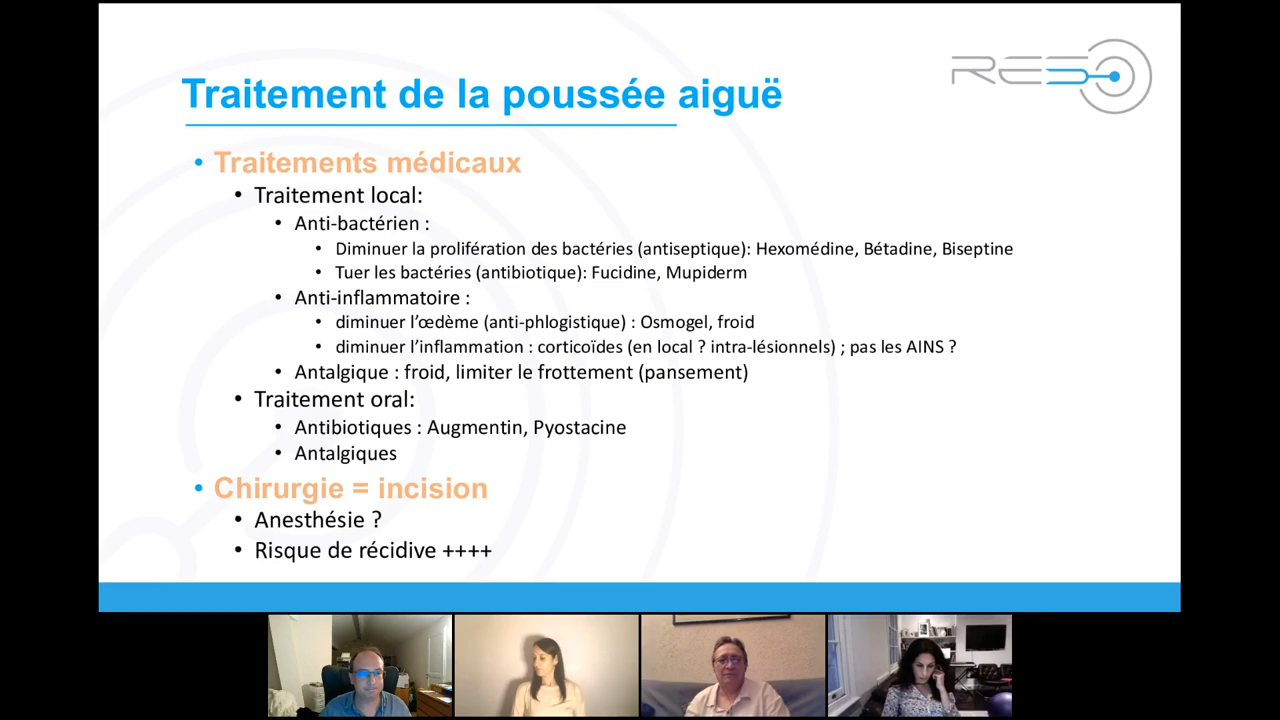 RESO
Traitement de la poussée aiguë
• Traitements médicaux
• Traitement local:
• Anti-bactérien :
• Diminuer la prolifération des bactéries (antiseptique): Hexomédine, Bétadine, Biseptine
• Tuer les bactéries (antibiotique): Fucidine, Mupiderm
• Anti-inflammatoire :
• diminuer l’œdème (anti-phlogistique) : Osmogel, froid
• diminuer l’inflammation : corticoïdes (en local ? intra-lésionnels) ; pas les AINS ?
• Antalgique : froid, limiter le frottement (pansement)
• Traitement oral:
• Antibiotiques : Augmentin, Pyostacine
• Antalgiques
• Chirurgie = incision
• Anesthésie ?
• Risque de récidive ++++